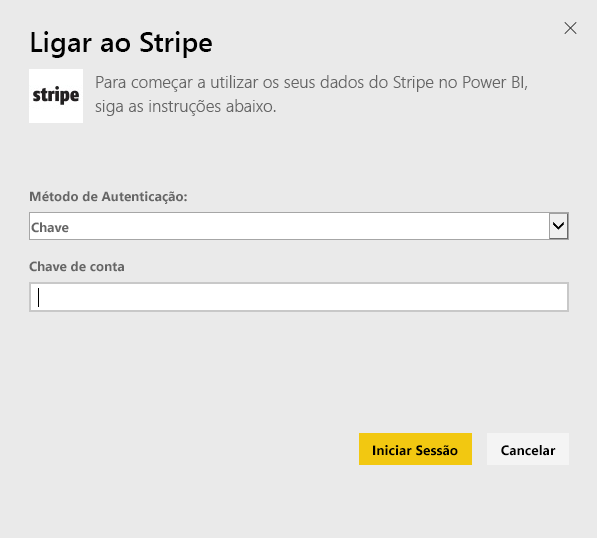 Ligar ao Stripe
stripe
Para começar a utilizar os seus dados do Stripe no Power BI,
siga as instruções abaixo.
Método de Autenticação:
Chave
Chave de conta
Iniciar Sessão
Cancelar